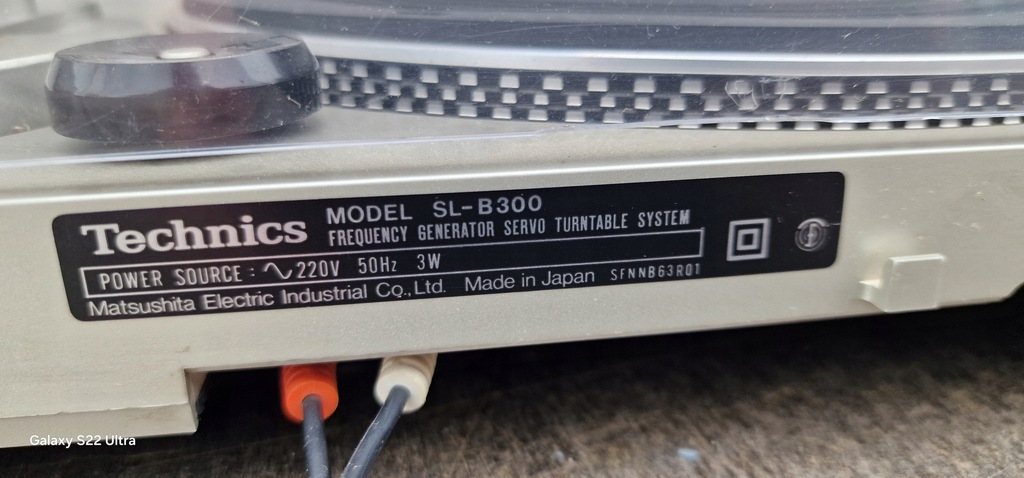 Technics MODEL SL-B300
FREQUENCY GENERATOR SERVO TURNTABLE SYSTEM
POWER SOURCE : ∿ 220V 50Hz 3W
Matsushita Electric Industrial Co., Ltd. Made in Japan SFNNB63R01
Galaxy S22 Ultra